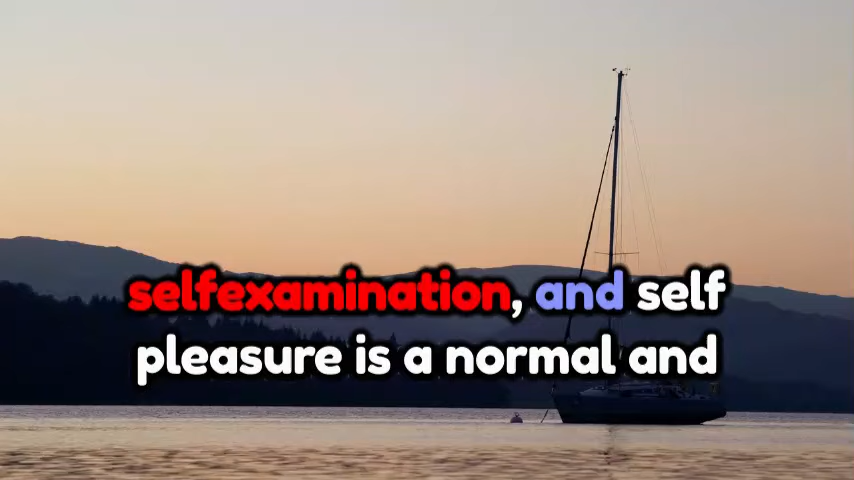 selfexamination, and self
pleasure is a normal and